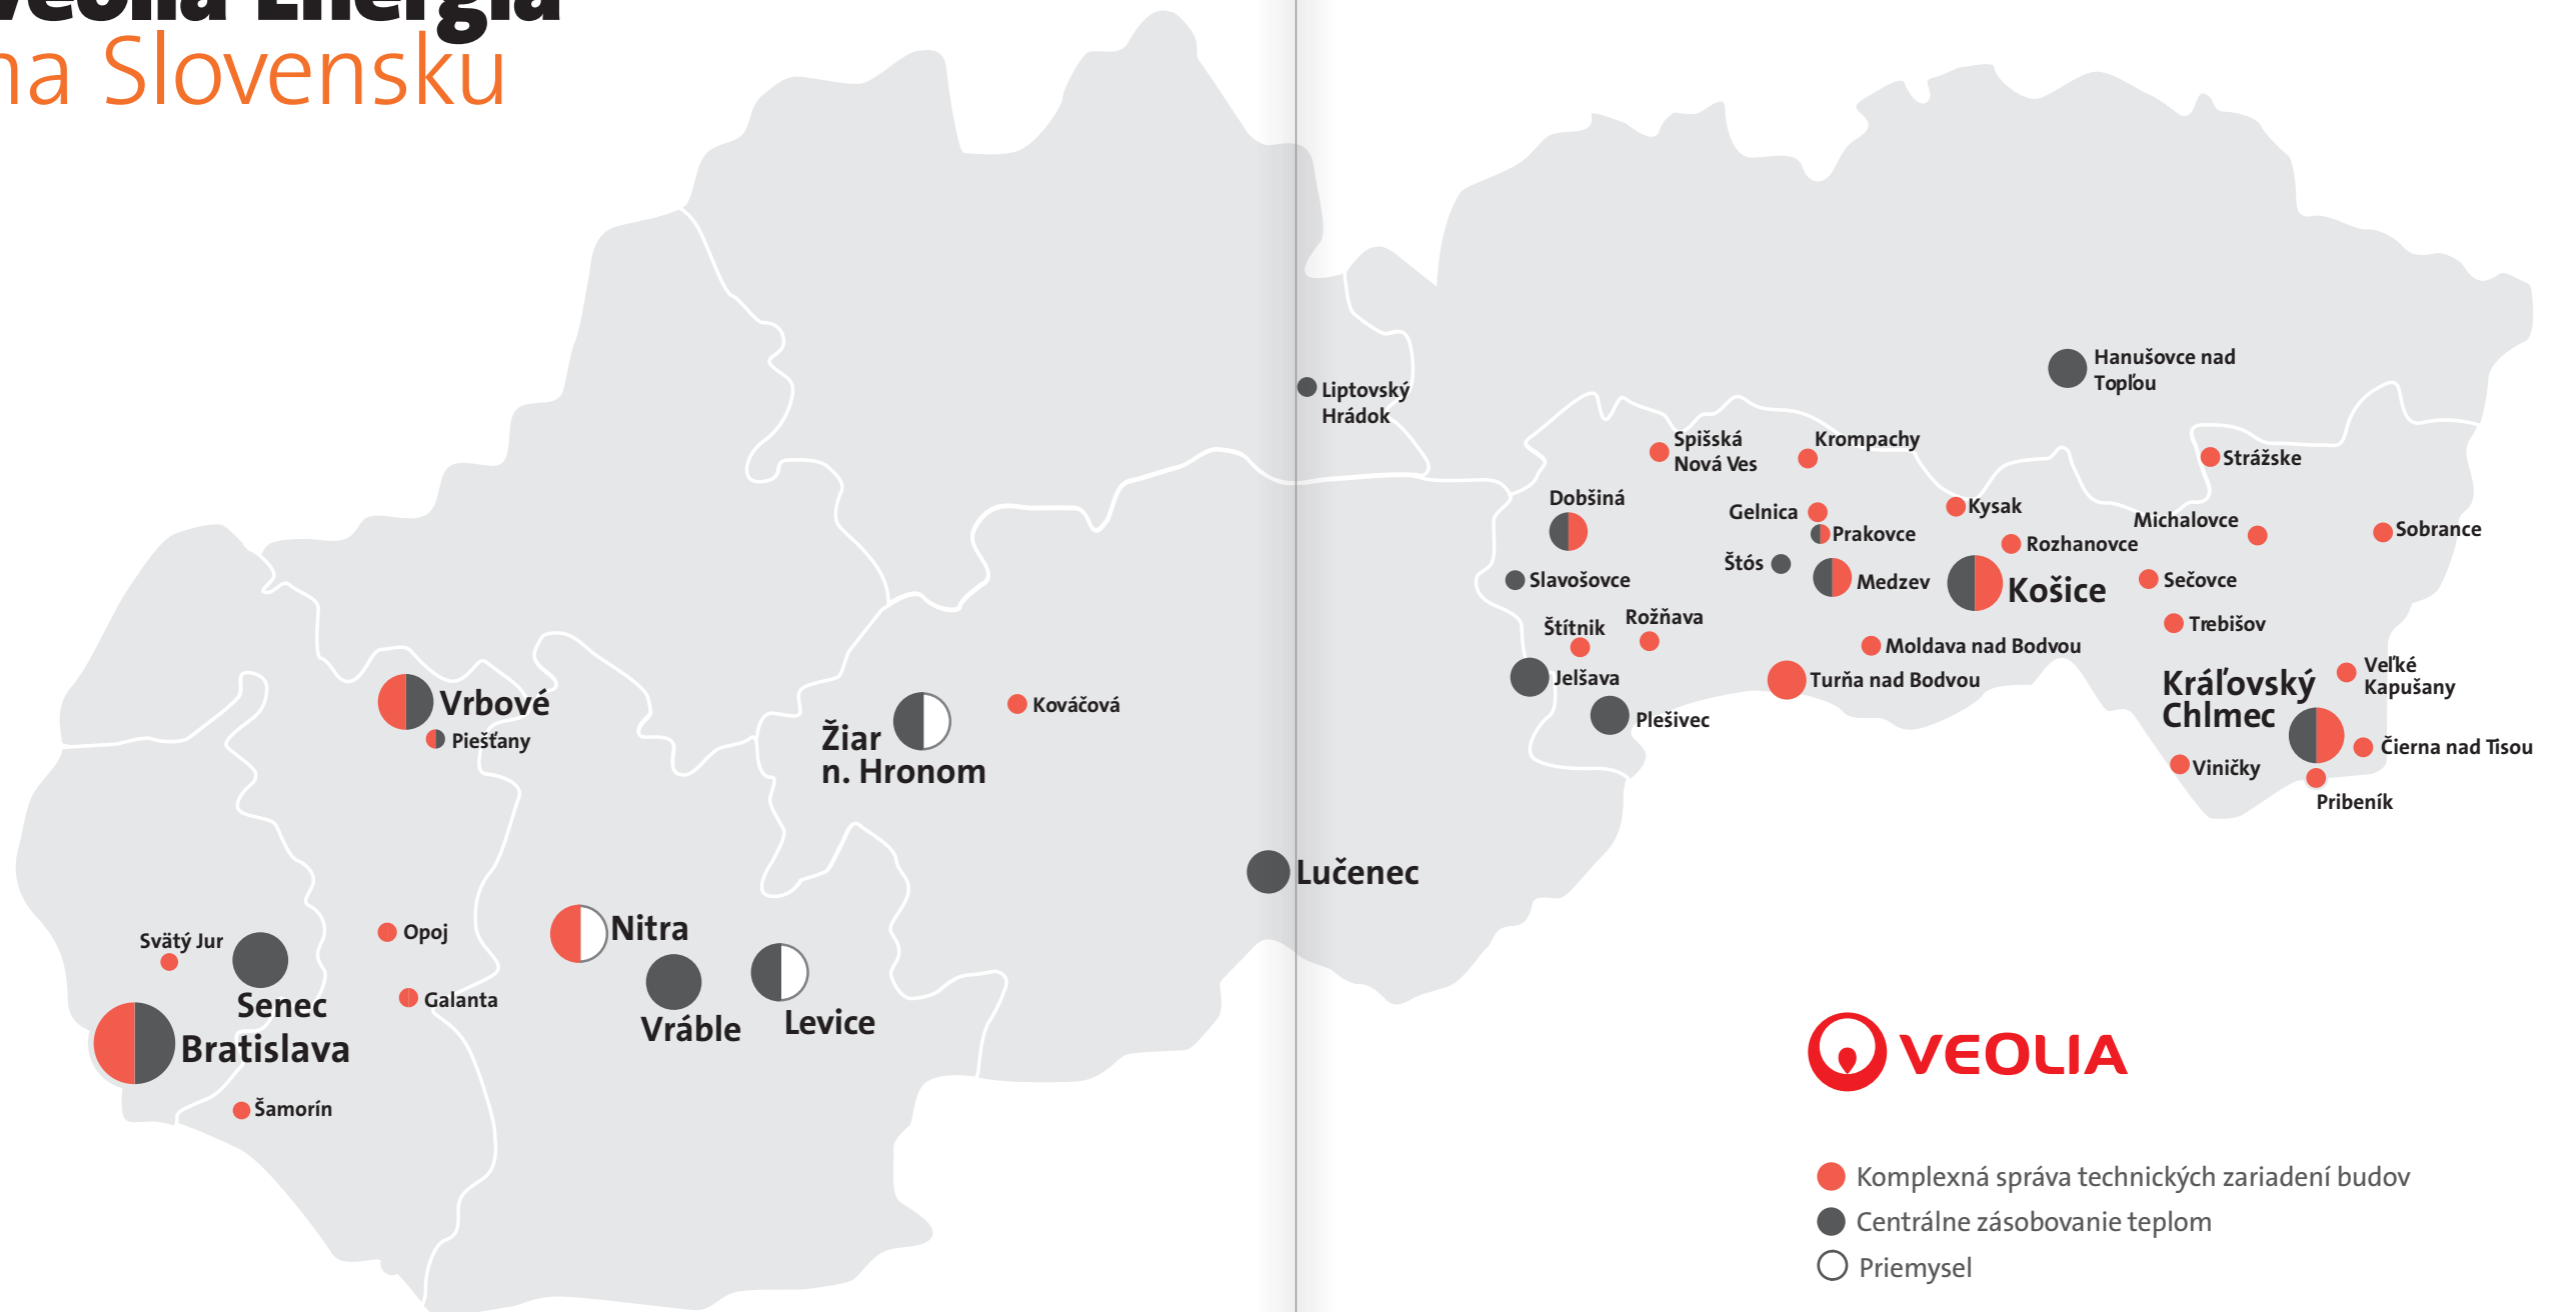 Veolia Energia
na Slovensku
Liptovský
Hrádok
Hanušovce nad
Topľou
Spišská
Nová Ves
Krompachy
Strážske
Dobšiná
Gelnica
Kysak
Michalovce
Sobrance
Prakovce
Rozhanovce
Štós
Slavošovce
Medzev
Košice
Sečovce
Štítnik
Rožňava
Trebišov
Moldava nad Bodvou
Jelšava
Turňa nad Bodvou
Kráľovský
Chlmec
Veľké
Kapušany
Plešivec
Čierna nad Tisou
Viničky
Pribeník
Vrbové
Piešťany
Žiar
n. Hronom
Kováčová
Lučenec
Svätý Jur
Opoj
Nitra
Senec
Galanta
Vráble
Levice
Bratislava
Šamorín
VEOLIA
Komplexná správa technických zariadení budov
Centrálne zásobovanie teplom
Priemysel